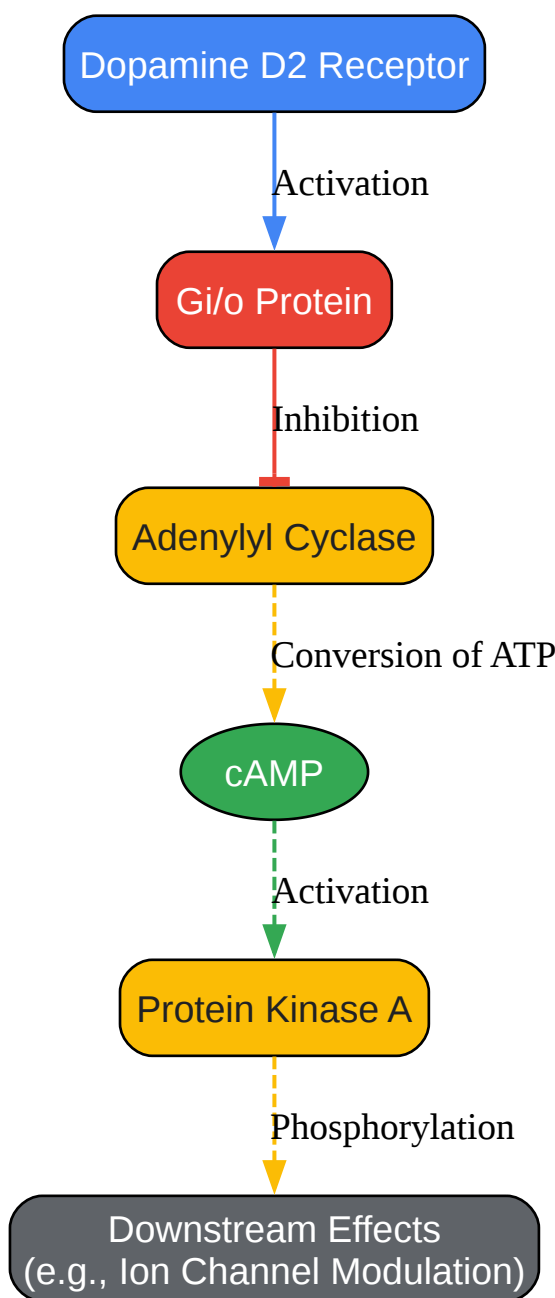 Dopamine D2 Receptor
Activation
Gi/o Protein
Inhibition
Adenylyl Cyclase
Conversion of ATP
cAMP
Activation
Protein Kinase A
Phosphorylation
Downstream Effects
(e.g., Ion Channel Modulation)